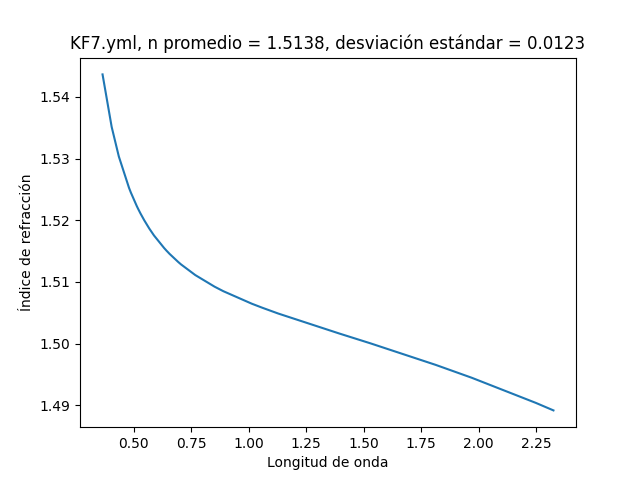 KF7.yml, n promedio = 1.5138, desviación estándar = 0.0123
1.54
1.53
1.52
1.51
1.50
1.49
Índice de refracción
0.50 0.75 1.00 1.25 1.50 1.75 2.00 2.25
Longitud de onda